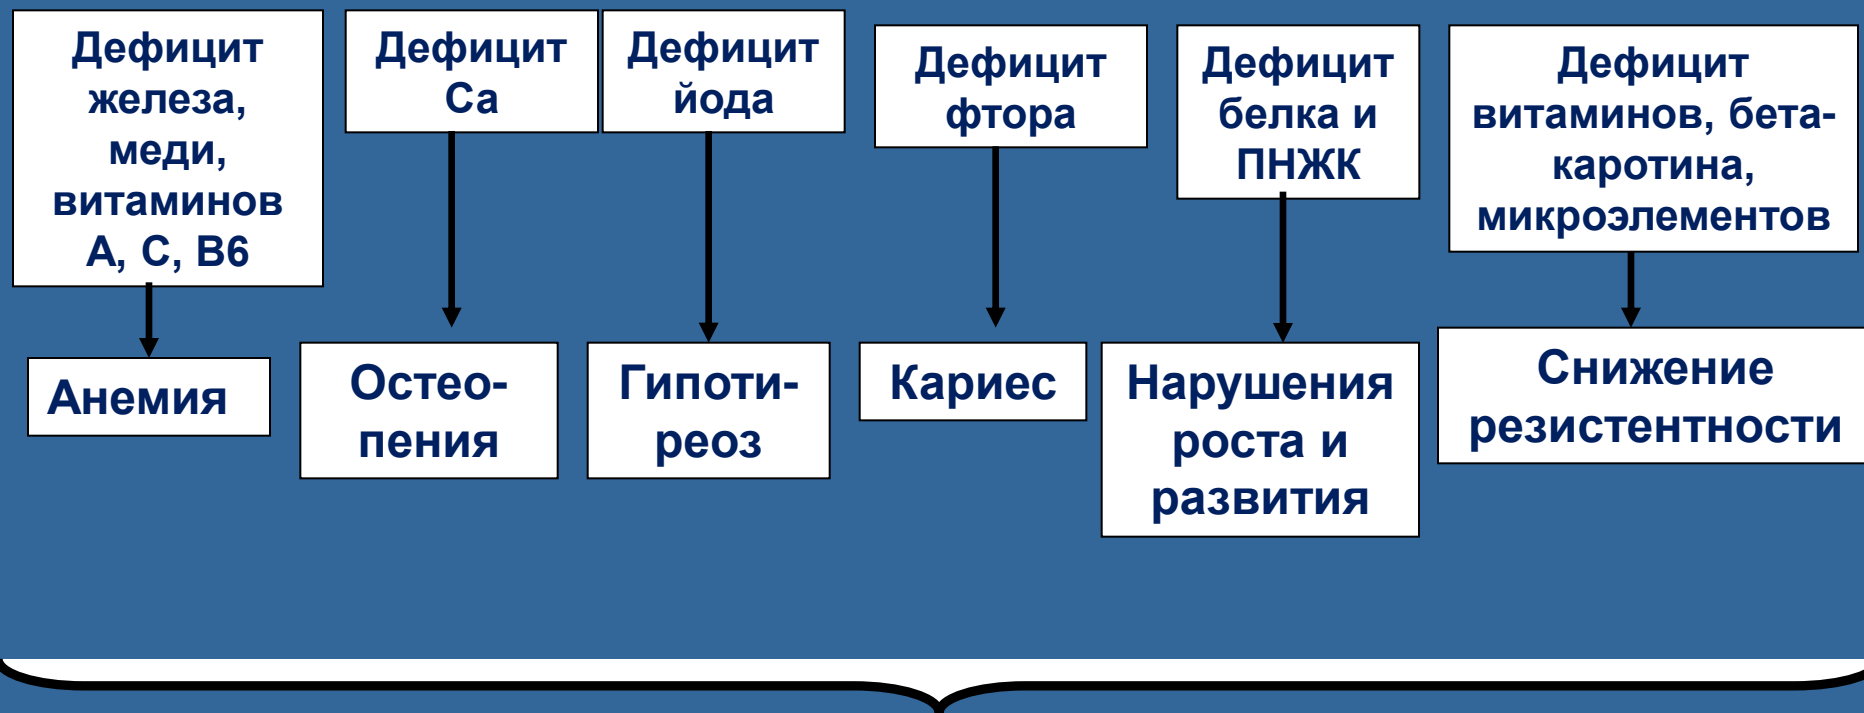 Дефицит
железа,
меди,
витаминов
А, С, В6
Дефицит
Са
Дефицит
йода
Дефицит
фтора
Дефицит
белка и
ПНЖК
Дефицит
витаминов, бета-
каротина,
микроэлементов
Анемия
Остео-
пения
Гипоти-
реоз
Кариес
Нарушения
роста и
развития
Снижение
резистентности